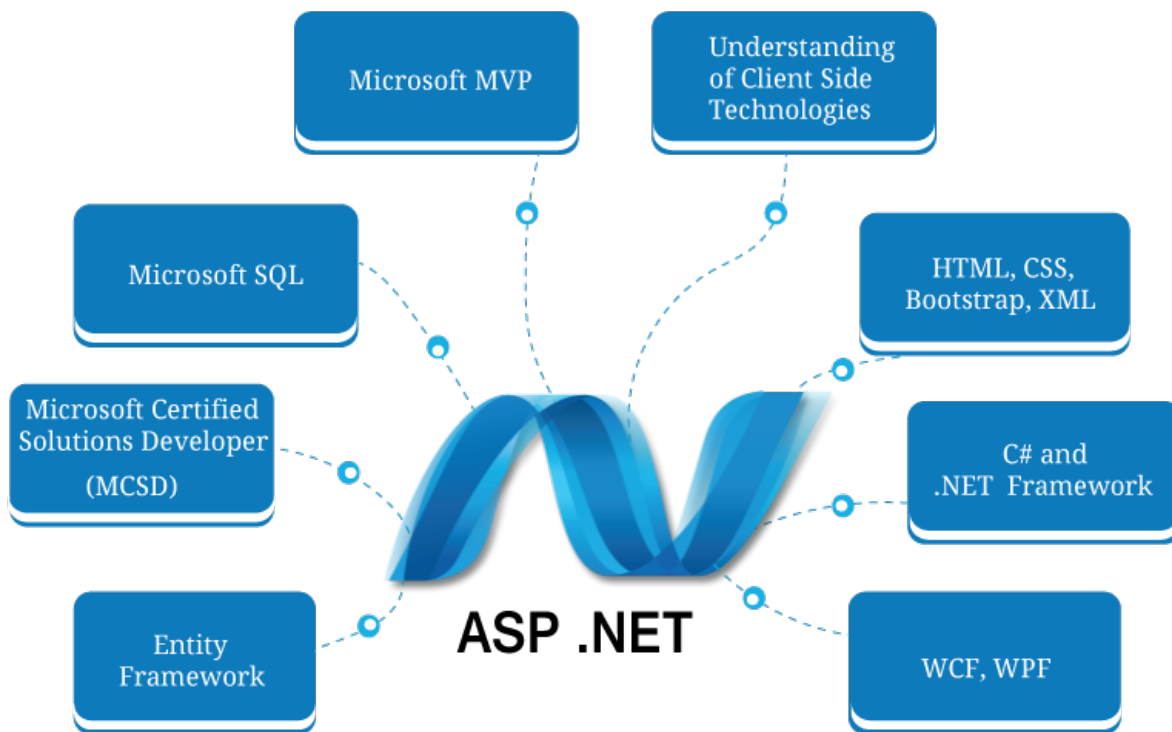 Microsoft MVP
Understanding
of Client Side
Technologies
Microsoft SQL
HTML, CSS,
Bootstrap, XML
Microsoft Certified
Solutions Developer
(MCSD)
C# and
.NET Framework
ASP .NET
Entity
Framework
WCF, WPF